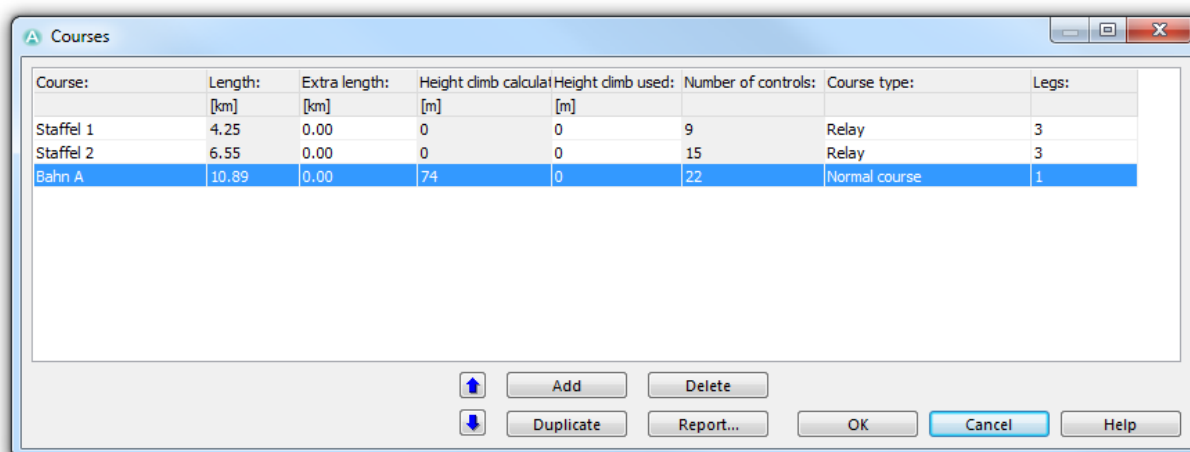 Courses
Course: Length: Extra length: Height climb calculat Height climb used: Number of controls: Course type: Legs:
[km] [km] [m] [m]
Staffel 1 4.25 0.00 0 0 9 Relay 3
Staffel 2 6.55 0.00 0 0 15 Relay 3
Bahn A 10.89 0.00 74 0 22 Normal course 1
Add Delete
Duplicate Report... OK Cancel Help